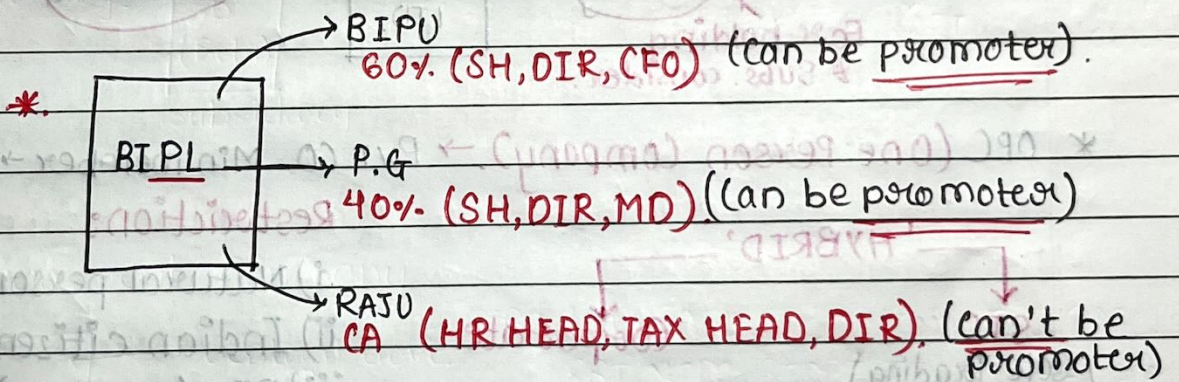 BIPU
60%. (SH, DIR, CFO) (can be promoter).
*.
BIPL
P.G
40%. (SH, DIR, MD) (Can be promoter)
RAJU
CA (HR HEAD, TAX HEAD, DIR). (can't be
promoter)